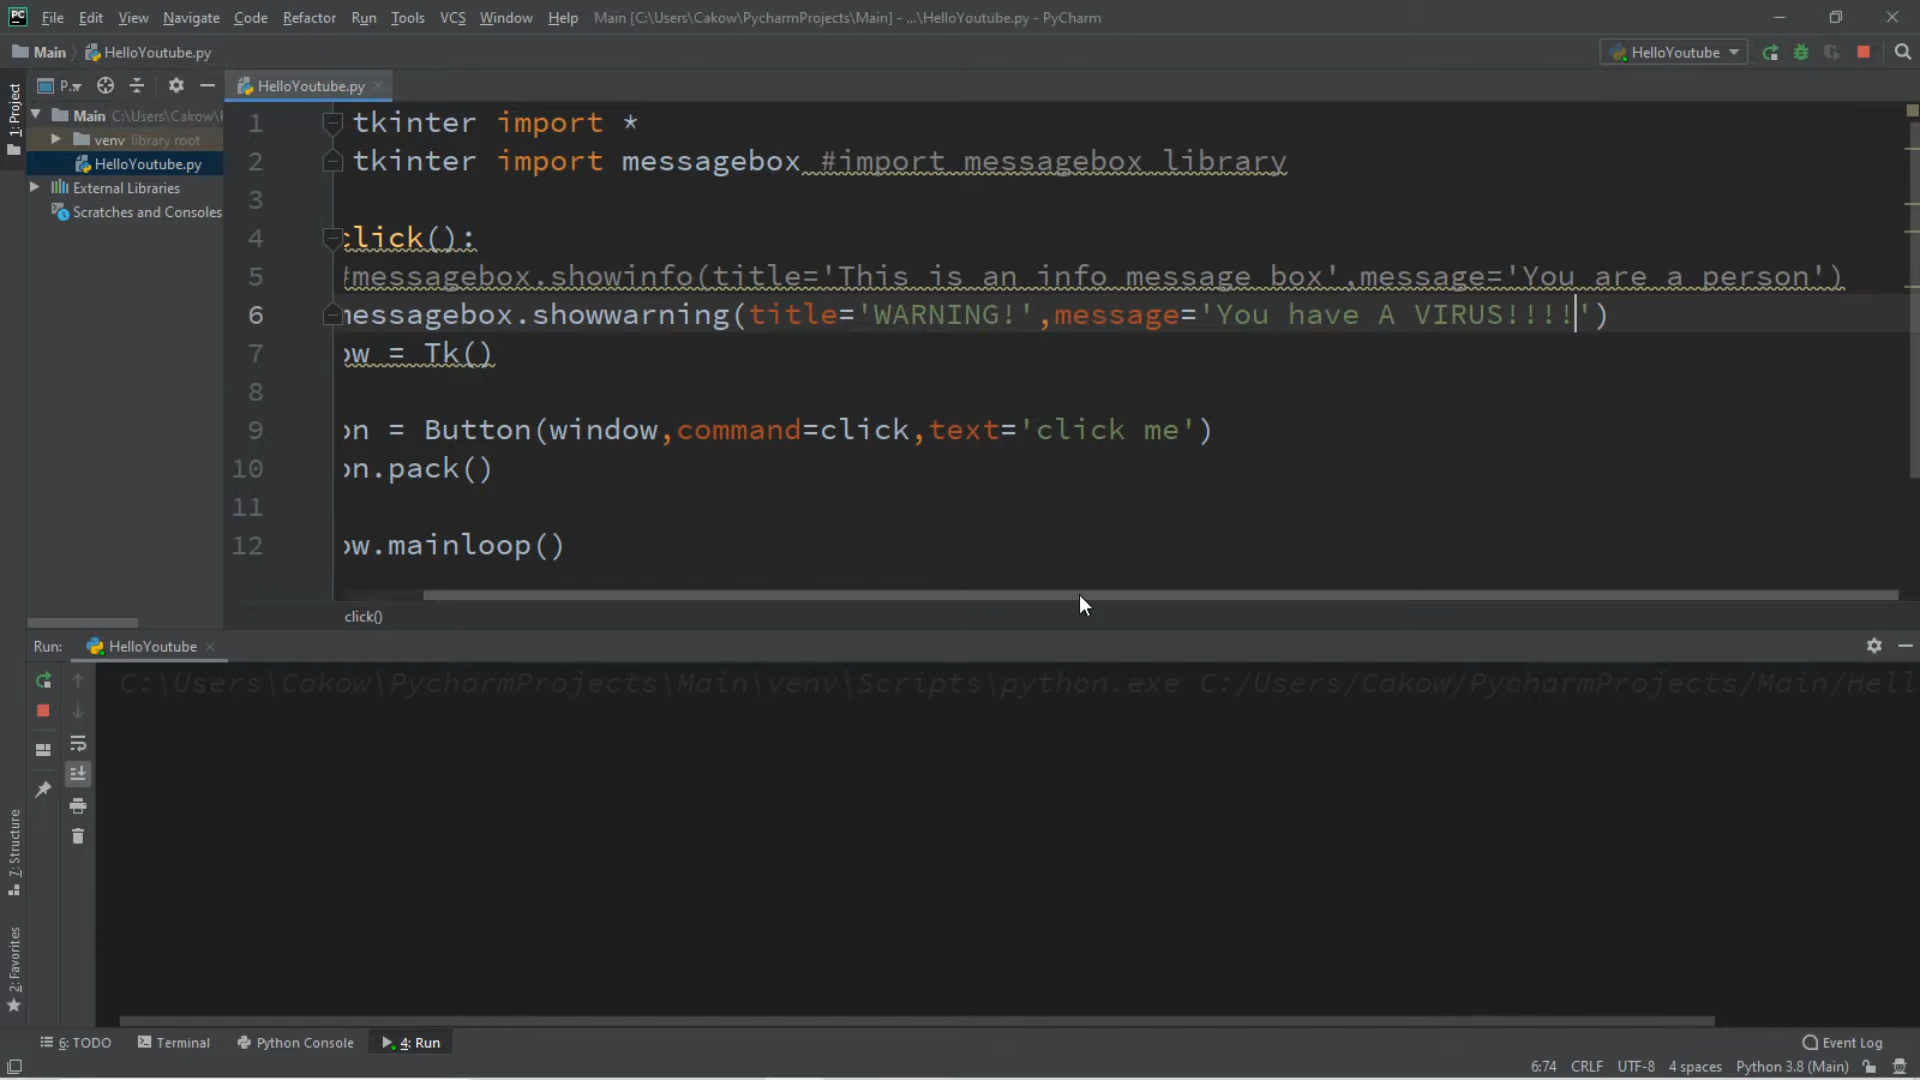 PC File Edit View Navigate Code Refactor Run Tools VCS Window Help Main [C:\Users\Cakow\PycharmProjects\Main] - ...\HelloYoutube.py - PyCharm
Main HelloYoutube.py HelloYoutube
1: Project
P... HelloYoutube.py
Main C:\Users\Cakow\
venv library root
HelloYoutube.py
External Libraries
Scratches and Consoles
1 tkinter import *
2 tkinter import messagebox #import messagebox library
3
4 click():
5 #messagebox.showinfo(title='This is an info message box',message='You are a person')
6 messagebox.showwarning(title='WARNING!',message='You have A VIRUS!!!!')
7 ow = Tk()
8
9 on = Button(window,command=click,text='click me')
10 on.pack()
11
12 ow.mainloop()
click()
Run: HelloYoutube
C:\Users\Cakow\PycharmProjects\Main\venv\Scripts\python.exe C:/Users/Cakow/PycharmProjects/Main/Hell
7: Structure
2: Favorites
6: TODO Terminal Python Console 4: Run Event Log
6:74 CRLF UTF-8 4 spaces Python 3.8 (Main)